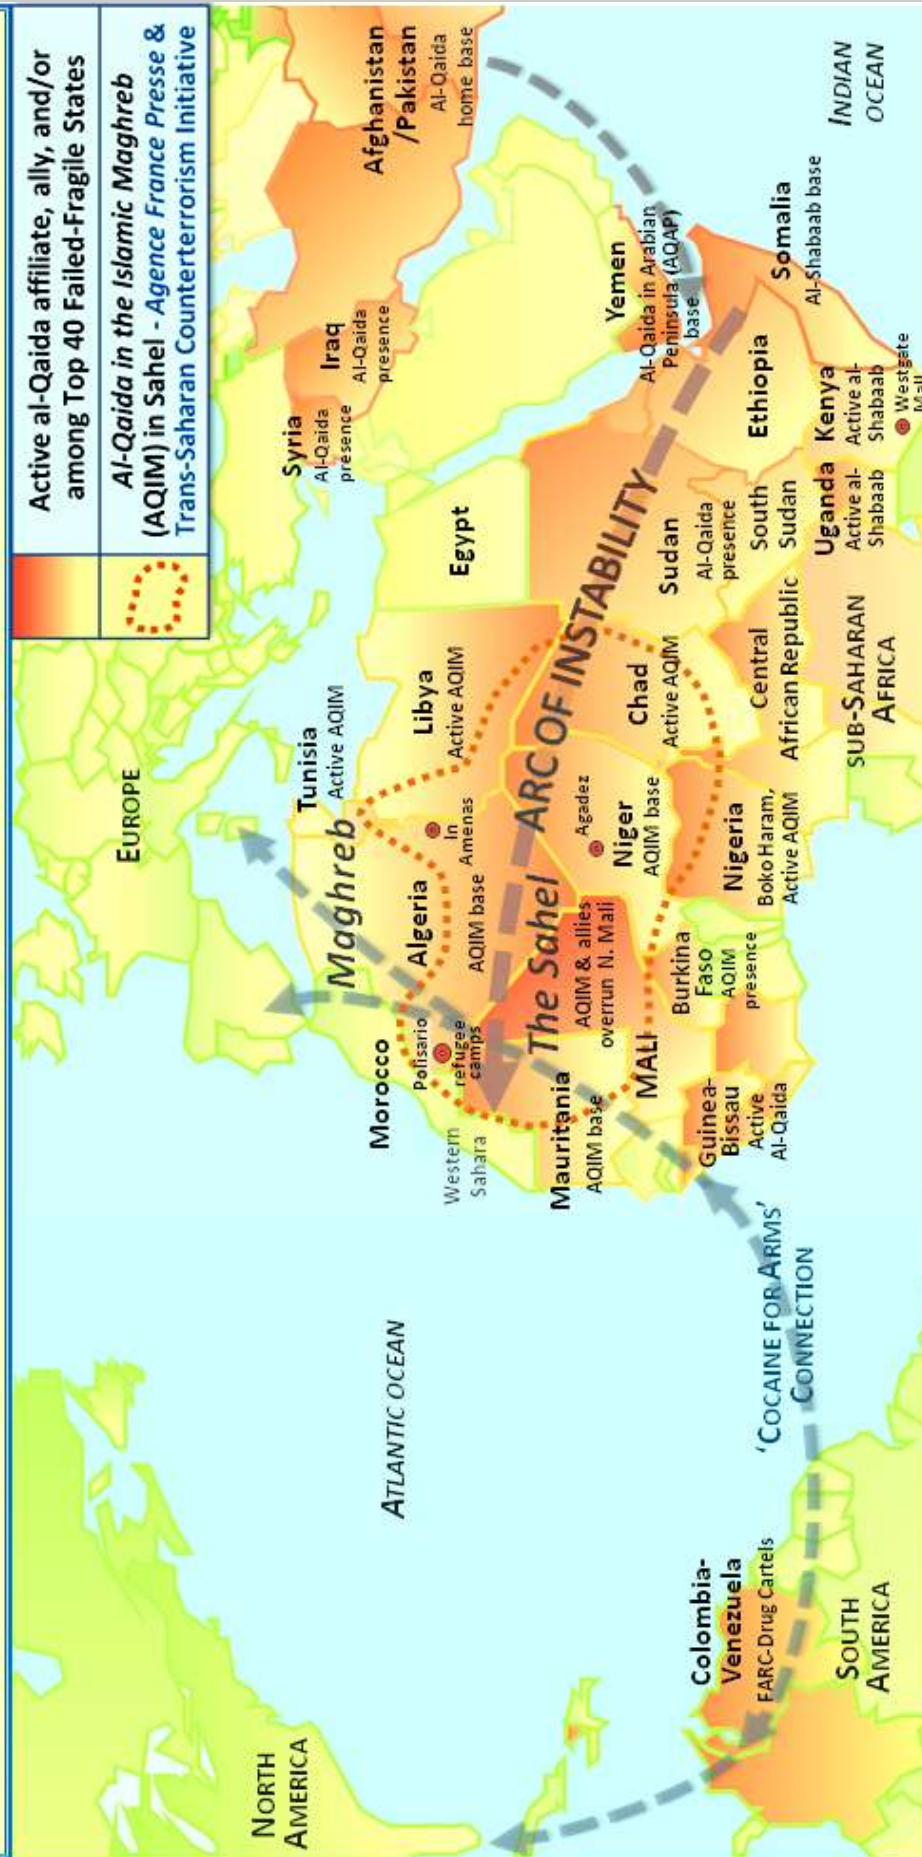 Active al-Qaida affiliate, ally, and/or
among Top 40 Failed-Fragile States
Al-Qaida in the Islamic Maghreb
(AQIM) in Sahel - Agence France Presse &
Trans-Saharan Counterterrorism Initiative
NORTH
AMERICA
ATLANTIC OCEAN
EUROPE
INDIAN
OCEAN
Afghanistan
/Pakistan
Al-Qaida
home base
Iraq
Al-Qaida
presence
Syria
Al-Qaida
presence
Tunisia
Active AQIM
Maghreb
Morocco
Polisario
refugee
camps
Western
Sahara
Algeria
AQIM base
In
Amenas
Libya
Active AQIM
Egypt
Yemen
Al-Qaida in Arabian
Peninsula (AQAP)
base
Somalia
Al-Shabaab base
The Sahel
ARC OF INSTABILITY
AQIM & allies
overrun N. Mali
MALI
Mauritania
AQIM base
Agadez
Niger
AQIM base
Chad
Active AQIM
Sudan
Al-Qaida
presence
South
Sudan
Ethiopia
Kenya
Active al-
Shabaab
Westgate
Mall
Uganda
Active al-
Shabaab
Central
African Republic
SUB-SAHARAN
AFRICA
Nigeria
Boko Haram,
Active AQIM
Burkina
Faso
AQIM
presence
Guinea-
Bissau
Active
Al-Qaida
'COCAINE FOR ARMS'
CONNECTION
Colombia-
Venezuela
FARC-Drug Cartels
SOUTH
AMERICA